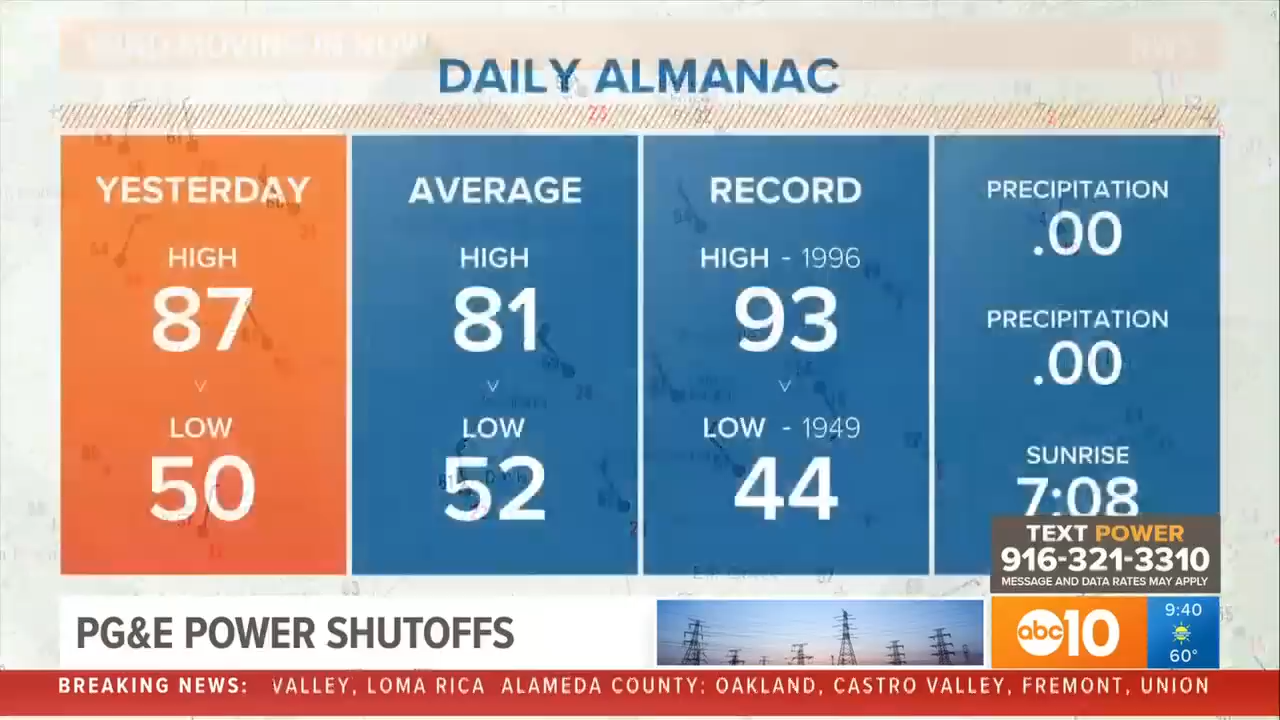 DAILY ALMANAC
YESTERDAY
HIGH
87
LOW
50
AVERAGE
HIGH
81
LOW
52
RECORD
HIGH - 1996
93
LOW - 1949
44
PRECIPITATION
.00
PRECIPITATION
.00
SUNRISE
7:08
TEXT POWER
916-321-3310
MESSAGE AND DATA RATES MAY APPLY
PG&E POWER SHUTOFFS
abc10
9:40
60°
BREAKING NEWS: VALLEY, LOMA RICA ALAMEDA COUNTY: OAKLAND, CASTRO VALLEY, FREMONT, UNION